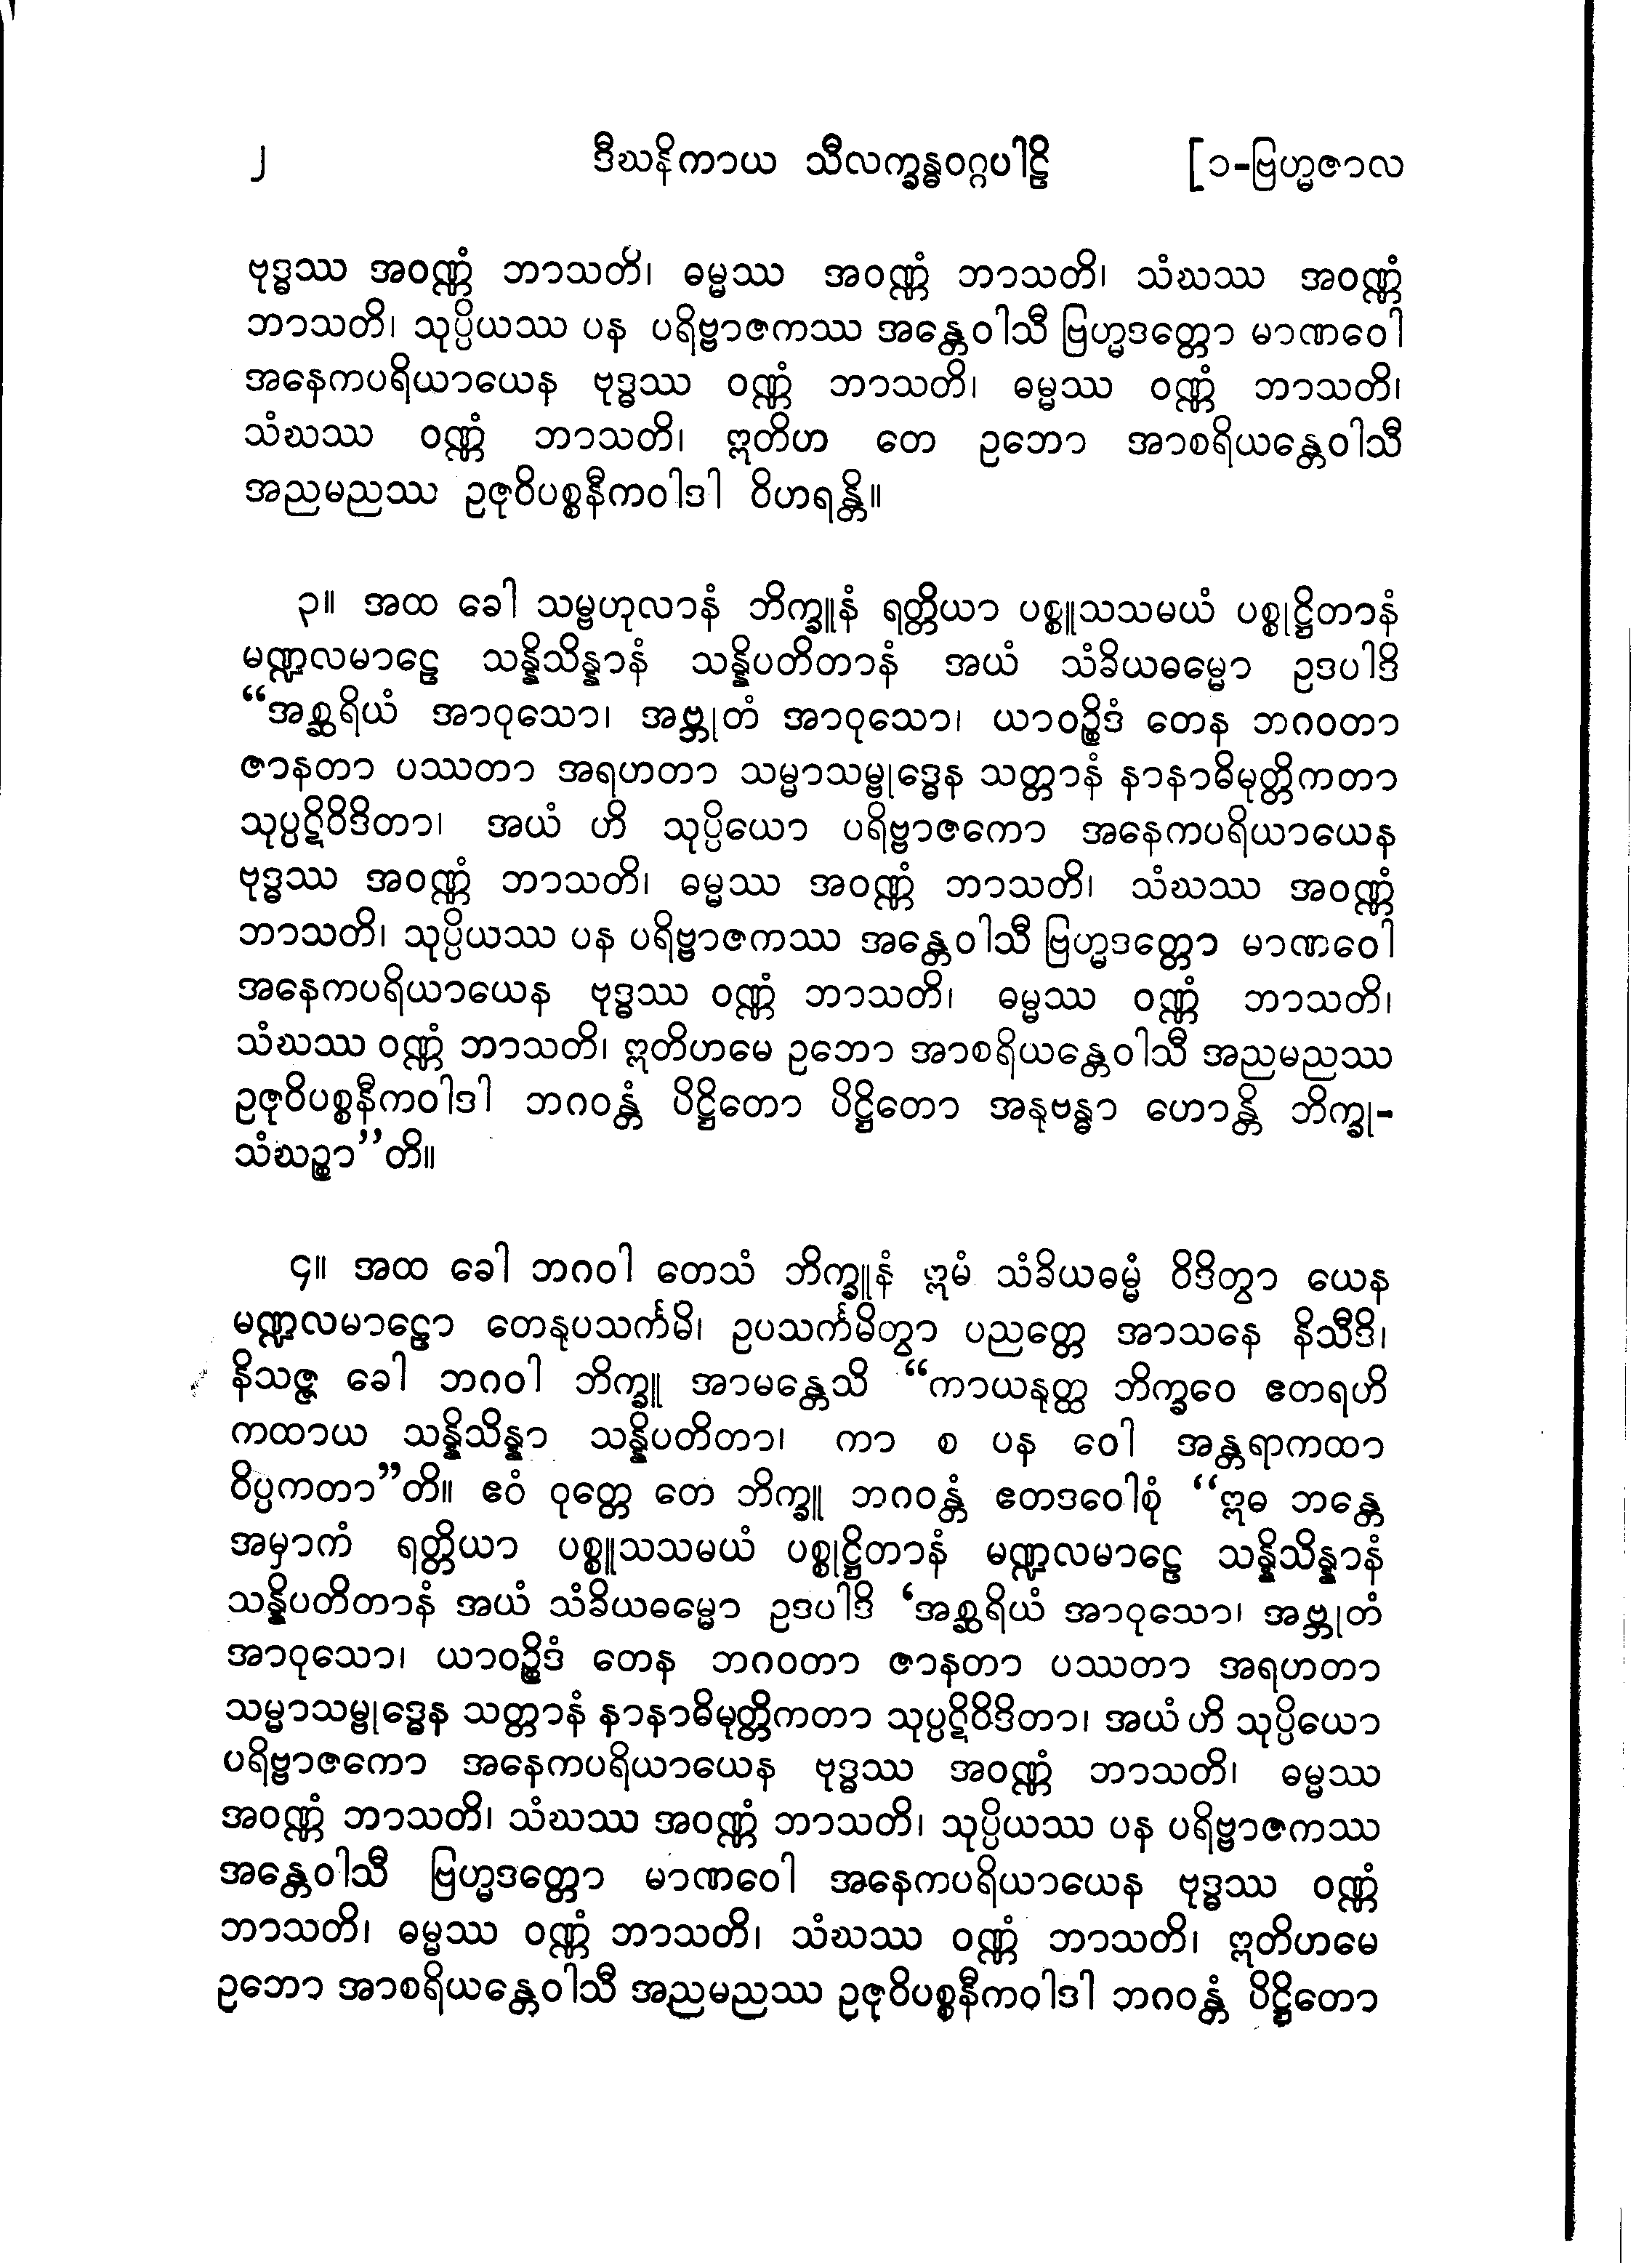 ၂ ဒီဃနိကာယ သီလက္ခန္ဓဝဂ္ဂပါဠိ [၁-ဗြဟ္မဇာလ
ဗုဒ္ဓဿ အဝဏ္ဏံ ဘာသတိ၊ ဓမ္မဿ အဝဏ္ဏံ ဘာသတိ၊ သံဃဿ အဝဏ္ဏံ
ဘာသတိ၊ သုပ္ပိယဿ ပန ပရိဗ္ဗာဇကဿ အန္တေဝါသီ ဗြဟ္မဒတ္တော မာဏဝေါ
အနေကပရိယာယေန ဗုဒ္ဓဿ ဝဏ္ဏံ ဘာသတိ၊ ဓမ္မဿ ဝဏ္ဏံ ဘာသတိ၊
သံဃဿ ဝဏ္ဏံ ဘာသတိ၊ ဣတိဟ တေ ဥဘော အာစရိယန္တေဝါသီ
အညမညဿ ဥဇုဝိပစ္စနီကဝါဒါ ဝိဟရန္တိ။
၃။ အထ ခေါ သမ္ဗဟုလာနံ ဘိက္ခူနံ ရတ္တိယာ ပစ္စူသသမယံ ပစ္စုဋ္ဌိတာနံ
မဏ္ဍလမာဠေ သန္နိသိန္နာနံ သန္နိပတိတာနံ အယံ သံခိယဓမ္မော ဥဒပါဒိ
“အစ္ဆရိယံ အာဝုသော၊ အဗ္ဘုတံ အာဝုသော၊ ယာဝဉ္စိဒံ တေန ဘဂဝတာ
ဇာနတာ ပဿတာ အရဟတာ သမ္မာသမ္ဗုဒ္ဓေန သတ္တာနံ နာနာဓိမုတ္တိကတာ
သုပ္ပဋိဝိဒိတာ၊ အယံ ဟိ သုပ္ပိယော ပရိဗ္ဗာဇကော အနေကပရိယာယေန
ဗုဒ္ဓဿ အဝဏ္ဏံ ဘာသတိ၊ ဓမ္မဿ အဝဏ္ဏံ ဘာသတိ၊ သံဃဿ အဝဏ္ဏံ
ဘာသတိ၊ သုပ္ပိယဿ ပန ပရိဗ္ဗာဇကဿ အန္တေဝါသီ ဗြဟ္မဒတ္တော မာဏဝေါ
အနေကပရိယာယေန ဗုဒ္ဓဿ ဝဏ္ဏံ ဘာသတိ၊ ဓမ္မဿ ဝဏ္ဏံ ဘာသတိ၊
သံဃဿ ဝဏ္ဏံ ဘာသတိ၊ ဣတိဟမေ ဥဘော အာစရိယန္တေဝါသီ အညမညဿ
ဥဇုဝိပစ္စနီကဝါဒါ ဘဂဝန္တံ ပိဋ္ဌိတော ပိဋ္ဌိတော အနုဗန္ဓာ ဟောန္တိ ဘိက္ခု-
သံဃဉ္စာ”တိ။
၄။ အထ ခေါ ဘဂဝါ တေသံ ဘိက္ခူနံ ဣမံ သံခိယဓမ္မံ ဝိဒိတွာ ယေန
မဏ္ဍလမာဠော တေနုပသင်္ကမိ၊ ဥပသင်္ကမိတွာ ပညတ္တေ အာသနေ နိသီဒိ၊
နိသဇ္ဇ ခေါ ဘဂဝါ ဘိက္ခူ အာမန္တေသိ “ကာယနုတ္ထ ဘိက္ခဝေ ဧတရဟိ
ကထာယ သန္နိသိန္နာ သန္နိပတိတာ၊ ကာ စ ပန ဝေါ အန္တရာကထာ
ဝိပ္ပကတာ”တိ။ ဧဝံ ဝုတ္တေ တေ ဘိက္ခူ ဘဂဝန္တံ ဧတဒဝေါစုံ “ဣဓ ဘန္တေ
အမှာကံ ရတ္တိယာ ပစ္စူသသမယံ ပစ္စုဋ္ဌိတာနံ မဏ္ဍလမာဠေ သန္နိသိန္နာနံ
သန္နိပတိတာနံ အယံ သံခိယဓမ္မော ဥဒပါဒိ ‘အစ္ဆရိယံ အာဝုသော၊ အဗ္ဘုတံ
အာဝုသော၊ ယာဝဉ္စိဒံ တေန ဘဂဝတာ ဇာနတာ ပဿတာ အရဟတာ
သမ္မာသမ္ဗုဒ္ဓေန သတ္တာနံ နာနာဓိမုတ္တိကတာ သုပ္ပဋိဝိဒိတာ၊ အယံ ဟိ သုပ္ပိယော
ပရိဗ္ဗာဇကော အနေကပရိယာယေန ဗုဒ္ဓဿ အဝဏ္ဏံ ဘာသတိ၊ ဓမ္မဿ
အဝဏ္ဏံ ဘာသတိ၊ သံဃဿ အဝဏ္ဏံ ဘာသတိ၊ သုပ္ပိယဿ ပန ပရိဗ္ဗာဇကဿ
အန္တေဝါသီ ဗြဟ္မဒတ္တော မာဏဝေါ အနေကပရိယာယေန ဗုဒ္ဓဿ ဝဏ္ဏံ
ဘာသတိ၊ ဓမ္မဿ ဝဏ္ဏံ ဘာသတိ၊ သံဃဿ ဝဏ္ဏံ ဘာသတိ၊ ဣတိဟမေ
ဥဘော အာစရိယန္တေဝါသီ အညမညဿ ဥဇုဝိပစ္စနီကဝါဒါ ဘဂဝန္တံ ပိဋ္ဌိတော